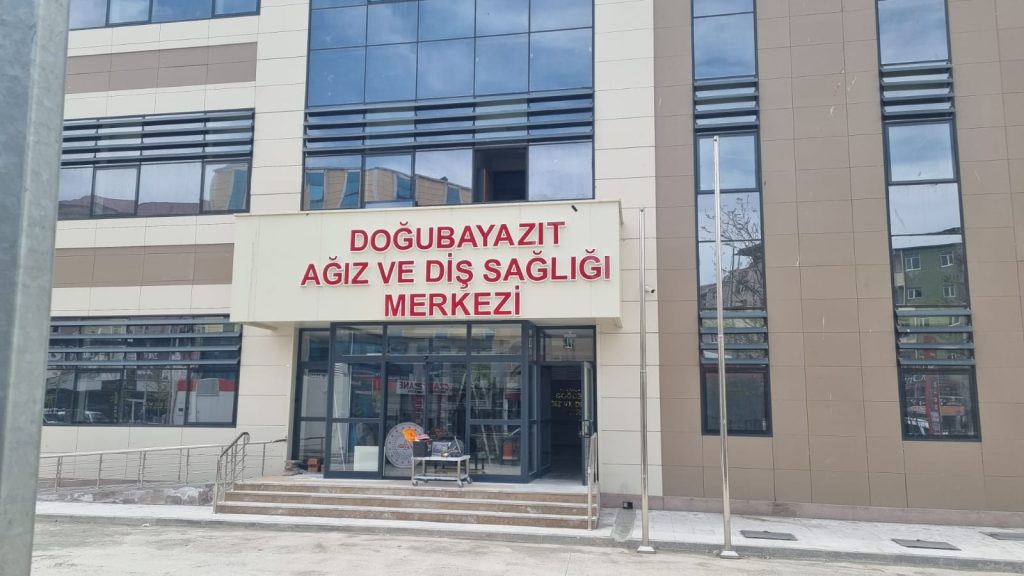 DOĞUBAYAZIT
AĞIZ VE DİŞ SAĞLIĞI
MERKEZİ